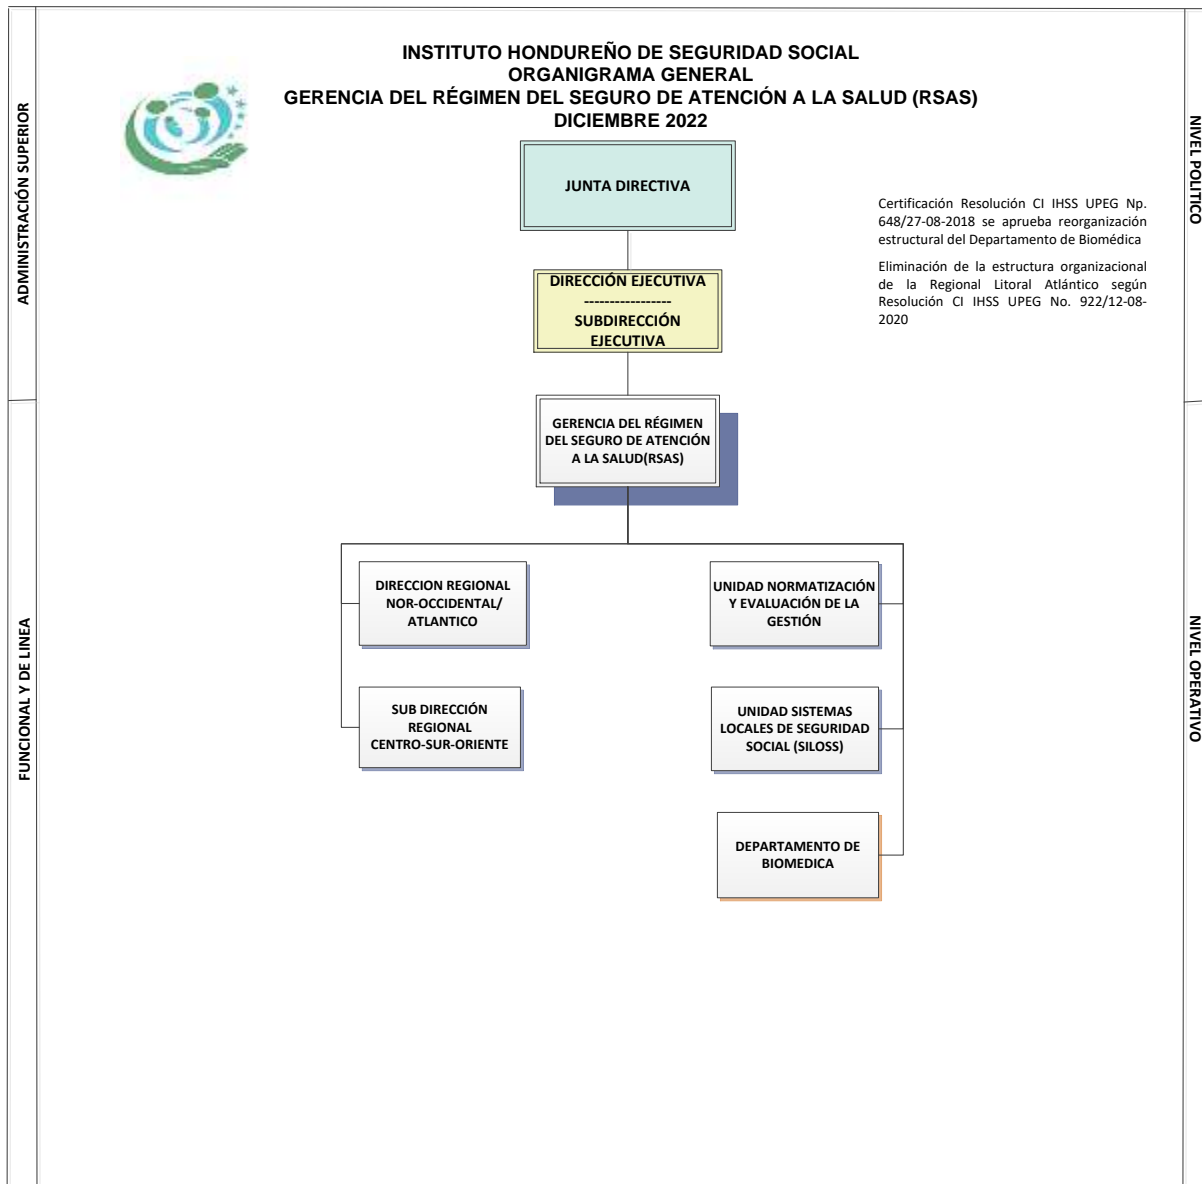 INSTITUTO HONDUREÑO DE SEGURIDAD SOCIAL
ORGANIGRAMA GENERAL
GERENCIA DEL RÉGIMEN DEL SEGURO DE ATENCIÓN A LA SALUD (RSAS)
DICIEMBRE 2022
ADMINISTRACIÓN SUPERIOR
NIVEL POLITICO
JUNTA DIRECTIVA
Certificación Resolución CI IHSS UPEG Np.
648/27-08-2018 se aprueba reorganización
estructural del Departamento de Biomédica
Eliminación de la estructura organizacional
de la Regional Litoral Atlántico según
Resolución CI IHSS UPEG No. 922/12-08-
2020
DIRECCIÓN EJECUTIVA
-----------------
SUBDIRECCIÓN
EJECUTIVA
GERENCIA DEL RÉGIMEN
DEL SEGURO DE ATENCIÓN
A LA SALUD(RSAS)
FUNCIONAL Y DE LINEA
NIVEL OPERATIVO
DIRECCION REGIONAL
NOR-OCCIDENTAL/
ATLANTICO
SUB DIRECCIÓN
REGIONAL
CENTRO-SUR-ORIENTE
UNIDAD NORMATIZACIÓN
Y EVALUACIÓN DE LA
GESTIÓN
UNIDAD SISTEMAS
LOCALES DE SEGURIDAD
SOCIAL (SILOSS)
DEPARTAMENTO DE
BIOMEDICA